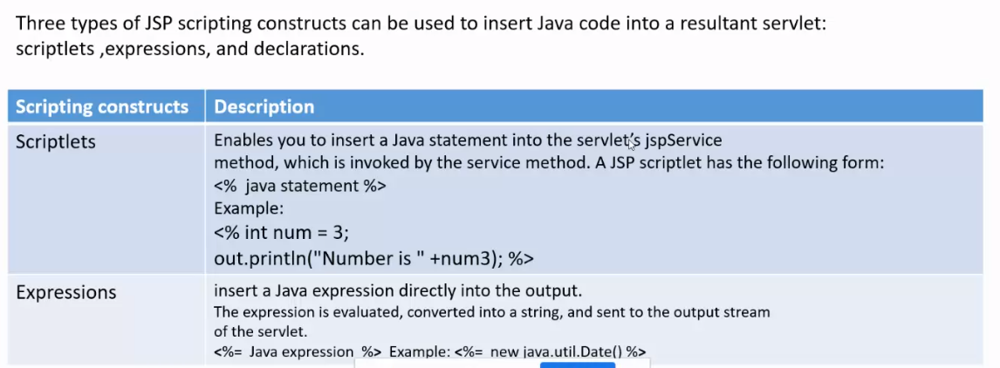 Three types of JSP scripting constructs can be used to insert Java code into a resultant servlet:
scriptlets ,expressions, and declarations.
Scripting constructs Description
Scriptlets
Enables you to insert a Java statement into the servlet's jspService
method, which is invoked by the service method. A JSP scriptlet has the following form:
<% java statement %>
Example:
<% int num = 3;
out.println("Number is " +num3); %>
Expressions
insert a Java expression directly into the output.
The expression is evaluated, converted into a string, and sent to the output stream
of the servlet.
<%= Java expression %> Example: <%= new java.util.Date() %>